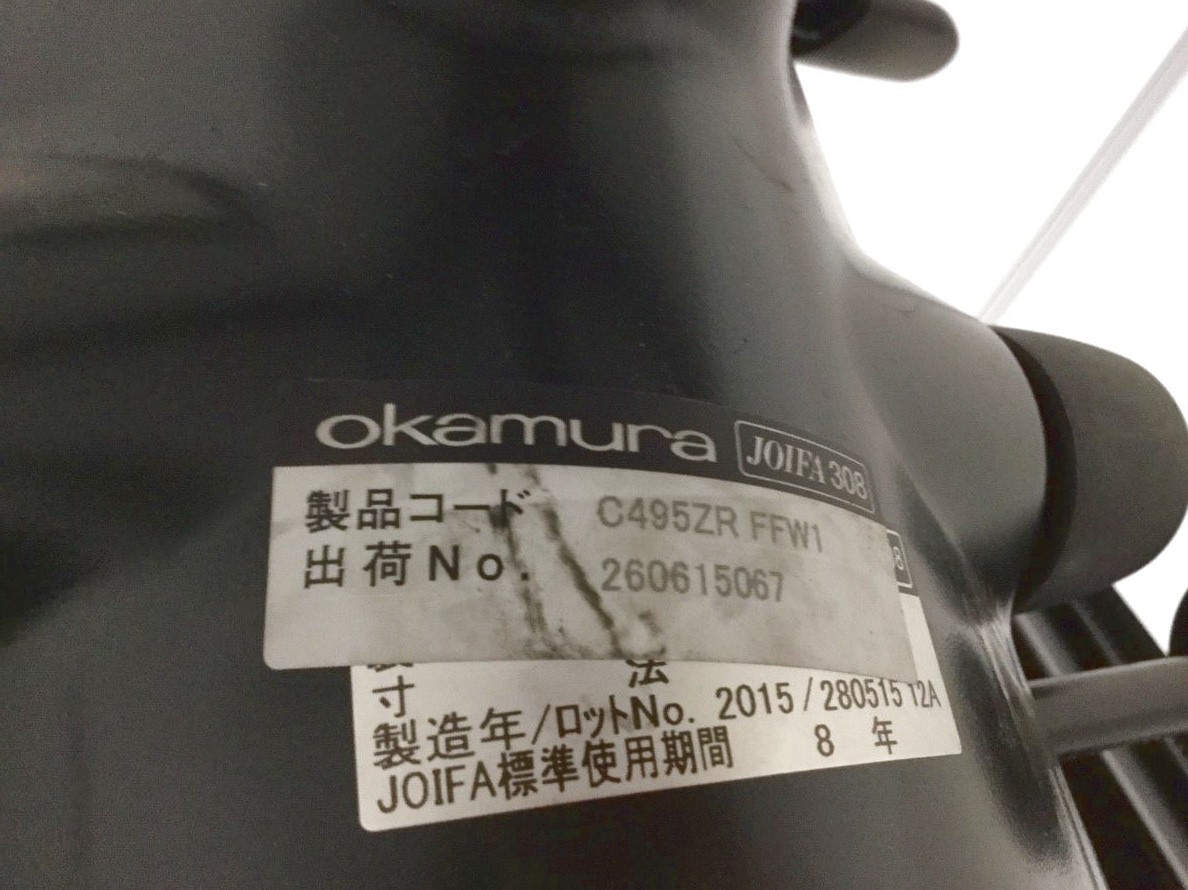 okamura JOIFA 308
製品コード C495ZR FFW1
出荷No. 260615067
8
寸 法
製造年/ロットNo. 2015/280515 12A
JOIFA標準使用期間 8 年